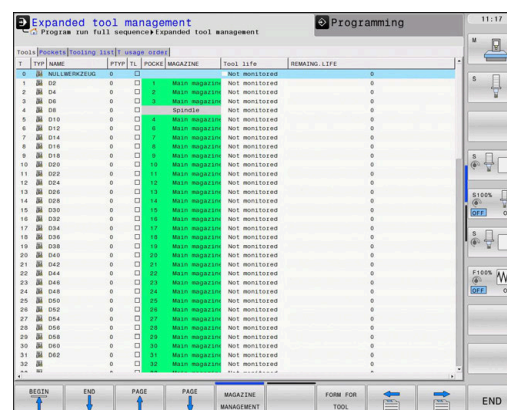 Expanded tool management
Programming
11:17
Program run full sequence▸Expanded tool management
Tools Pockets Tooling list T usage order
T TYP NAME PTYP TL POCKE MAGAZINE Tool life REMAING.LIFE
0 NULLWERKZEUG 0 Not monitored 0
1 D2 0 1 Main magazine Not monitored 0
2 D4 0 2 Main magazine Not monitored 0
3 D6 0 3 Main magazine Not monitored 0
4 D8 0 Spindle Not monitored 0
5 D10 0 4 Main magazine Not monitored 0
6 D12 0 6 Main magazine Not monitored 0
7 D14 0 7 Main magazine Not monitored 0
8 D16 0 8 Main magazine Not monitored 0
9 D18 0 9 Main magazine Not monitored 0
10 D20 0 10 Main magazine Not monitored 0
11 D22 0 11 Main magazine Not monitored 0
12 D24 0 12 Main magazine Not monitored 0
13 D26 0 13 Main magazine Not monitored 0
14 D28 0 14 Main magazine Not monitored 0
15 D30 0 15 Main magazine Not monitored 0
16 D32 0 16 Main magazine Not monitored 0
17 D34 0 17 Main magazine Not monitored 0
18 D36 0 18 Main magazine Not monitored 0
19 D38 0 19 Main magazine Not monitored 0
20 D40 0 20 Main magazine Not monitored 0
21 D42 0 21 Main magazine Not monitored 0
22 D44 0 22 Main magazine Not monitored 0
23 D46 0 23 Main magazine Not monitored 0
24 D48 0 24 Main magazine Not monitored 0
25 D50 0 25 Main magazine Not monitored 0
26 D52 0 26 Main magazine Not monitored 0
27 D54 0 27 Main magazine Not monitored 0
28 D56 0 28 Main magazine Not monitored 0
29 D58 0 29 Main magazine Not monitored 0
30 D60 0 30 Main magazine Not monitored 0
31 D62 0 31 Main magazine Not monitored 0
32 0 32 Main magazine Not monitored 0
M
S
S
S100%
OFF
S
F100% W
OFF
BEGIN
END
PAGE
PAGE
MAGAZINE
MANAGEMENT
FORM FOR
TOOL
END